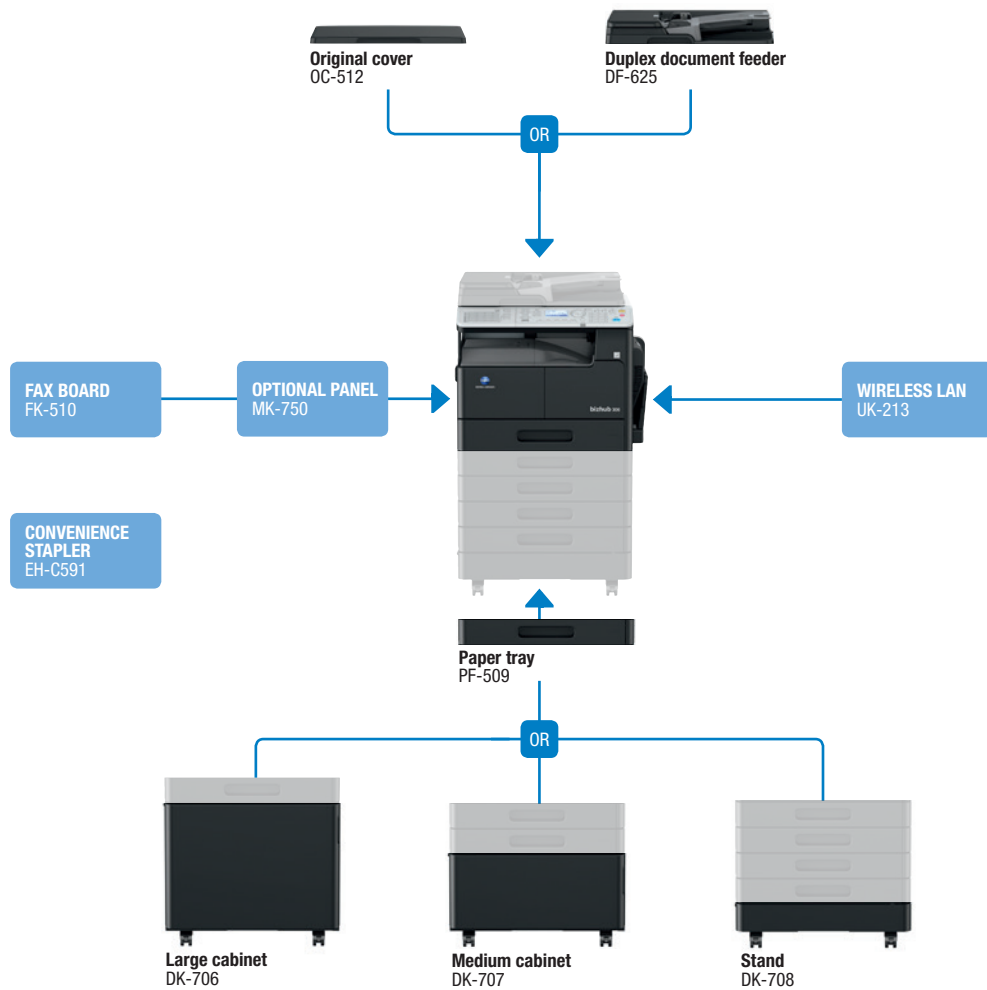 Original cover
OC-512
Duplex document feeder
DF-625
OR
FAX BOARD
FK-510
OPTIONAL PANEL
MK-750
bizhub
WIRELESS LAN
UK-213
CONVENIENCE
STAPLER
EH-C591
Paper tray
PF-509
OR
Large cabinet
DK-706
Medium cabinet
DK-707
Stand
DK-708